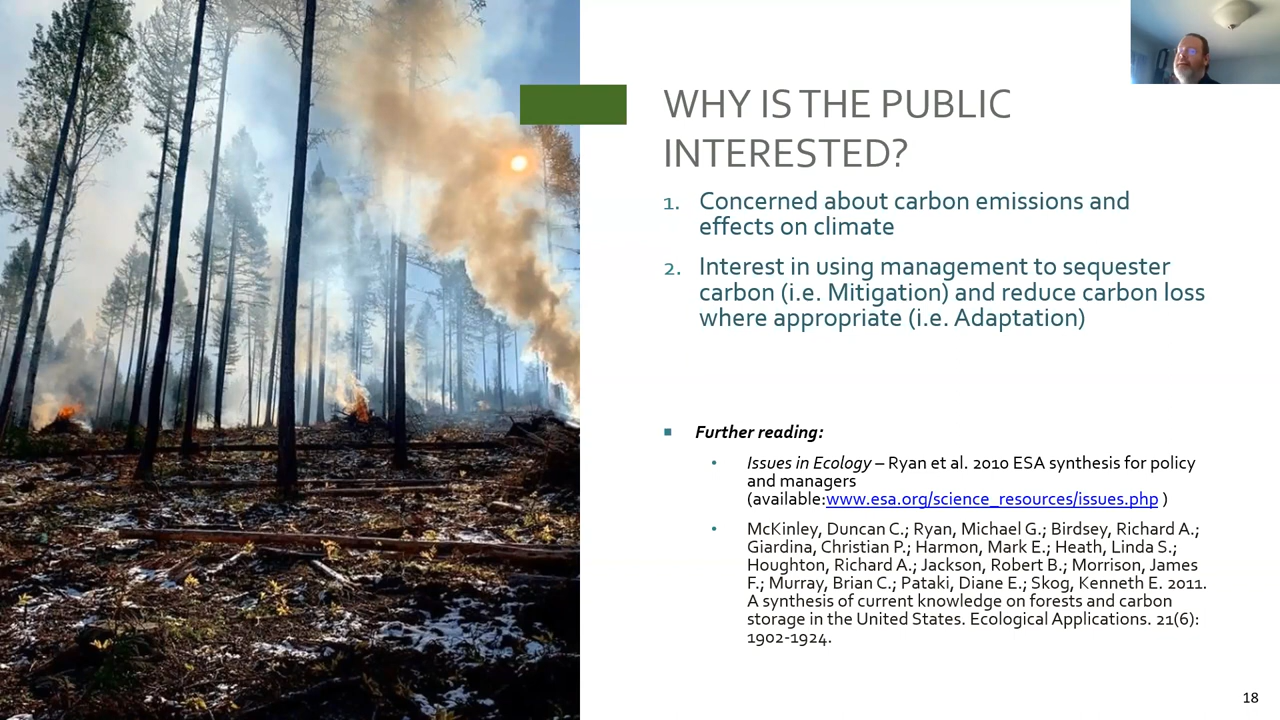 WHY IS THE PUBLIC
INTERESTED?
1. Concerned about carbon emissions and
effects on climate
2. Interest in using management to sequester
carbon (i.e. Mitigation) and reduce carbon loss
where appropriate (i.e. Adaptation)
■ Further reading:
• Issues in Ecology – Ryan et al. 2010 ESA synthesis for policy
and managers
(available:www.esa.org/science_resources/issues.php )
• McKinley, Duncan C.; Ryan, Michael G.; Birdsey, Richard A.;
Giardina, Christian P.; Harmon, Mark E.; Heath, Linda S.;
Houghton, Richard A.; Jackson, Robert B.; Morrison, James
F.; Murray, Brian C.; Pataki, Diane E.; Skog, Kenneth E. 2011.
A synthesis of current knowledge on forests and carbon
storage in the United States. Ecological Applications. 21(6):
1902-1924.
18